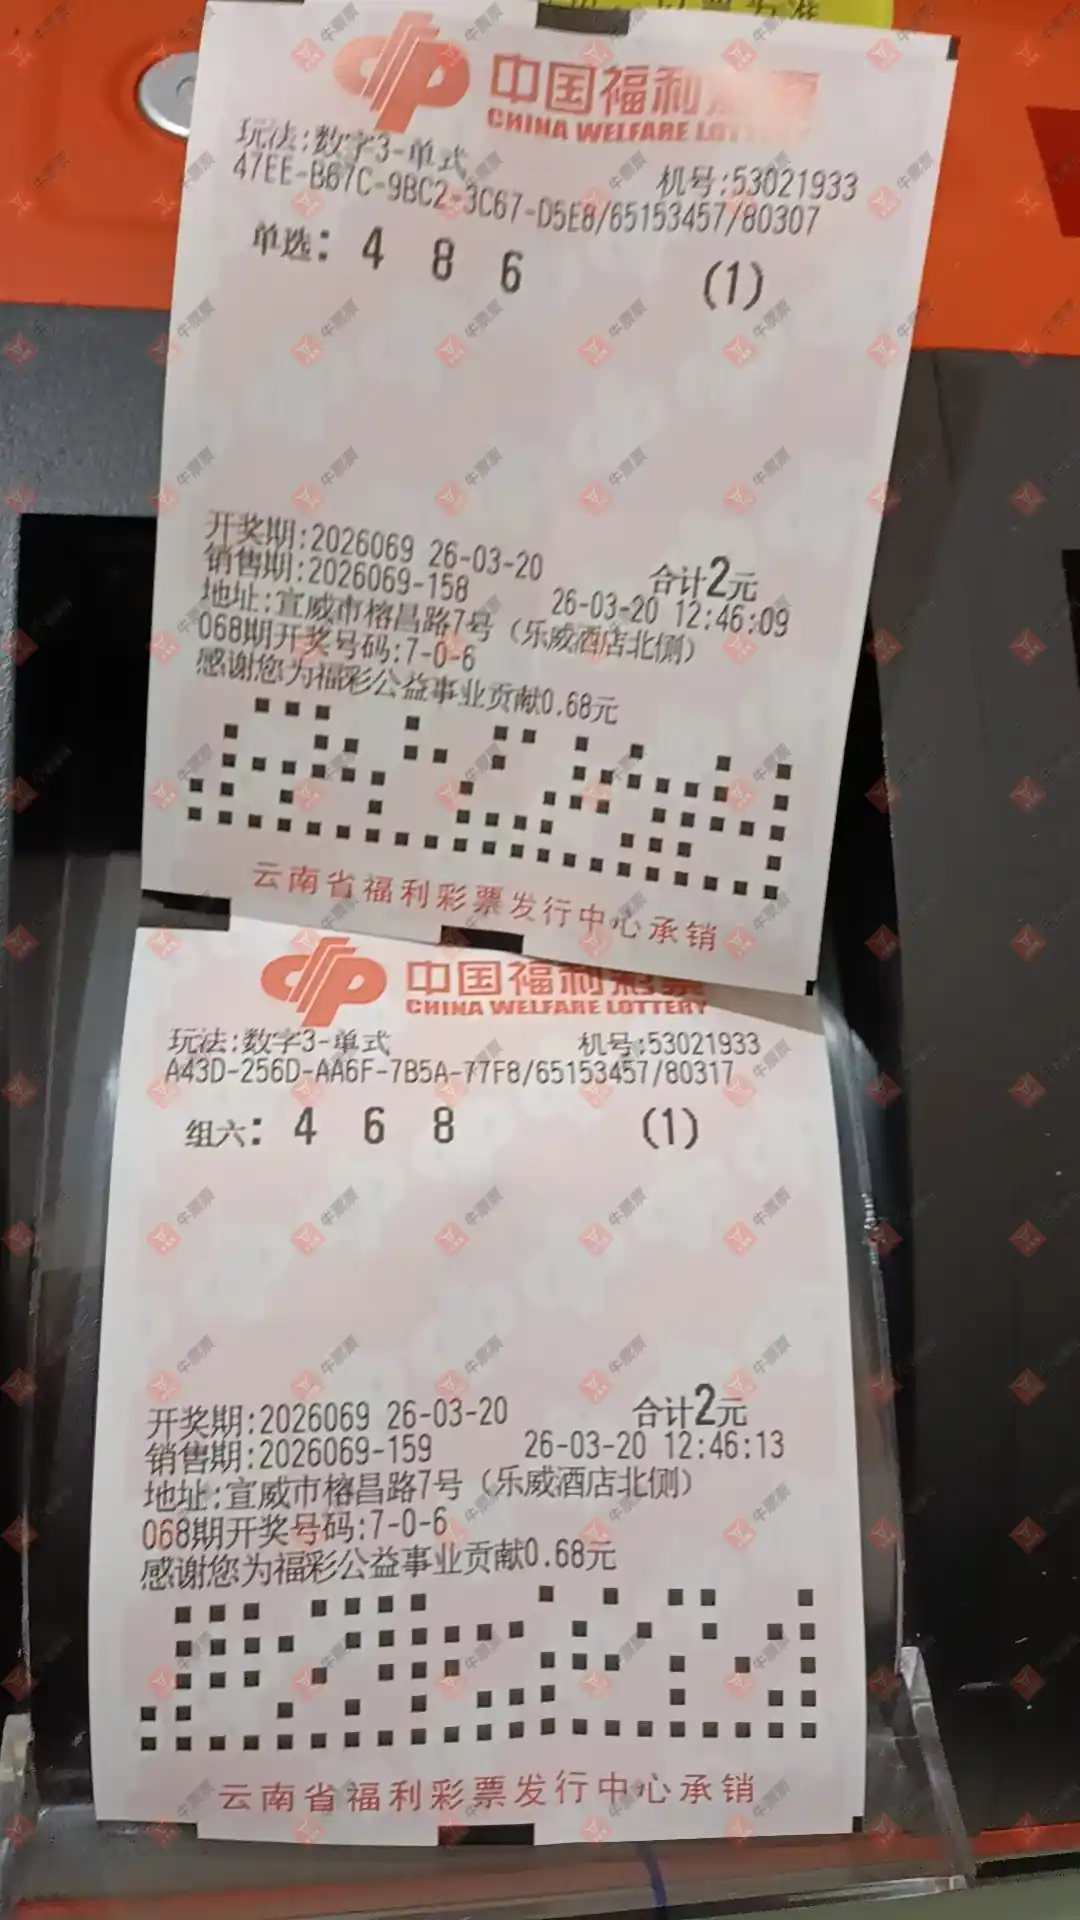 中国福利彩票
CHINA WELFARE LOTTERY
玩法:数字3-单式
机号:53021933
47EE-B67C-9BC2-3C67-D5E8/65153457/80307
单选: 4 8 6 (1)
开奖期:2026069 26-03-20 合计2元
销售期:2026069-158 26-03-20 12:46:09
地址:宣威市榕昌路7号（乐威酒店北侧）
068期开奖号码:7-0-6
感谢您为福彩公益事业贡献0.68元
云南省福利彩票发行中心承销
中国福利彩票
CHINA WELFARE LOTTERY
玩法:数字3-单式 机号:53021933
A43D-256D-AA6F-7B5A-77F8/65153457/80317
组六: 4 6 8 (1)
开奖期:2026069 26-03-20 合计2元
销售期:2026069-159 26-03-20 12:46:13
地址:宣威市榕昌路7号（乐威酒店北侧）
068期开奖号码:7-0-6
感谢您为福彩公益事业贡献0.68元
云南省福利彩票发行中心承销
牛票票